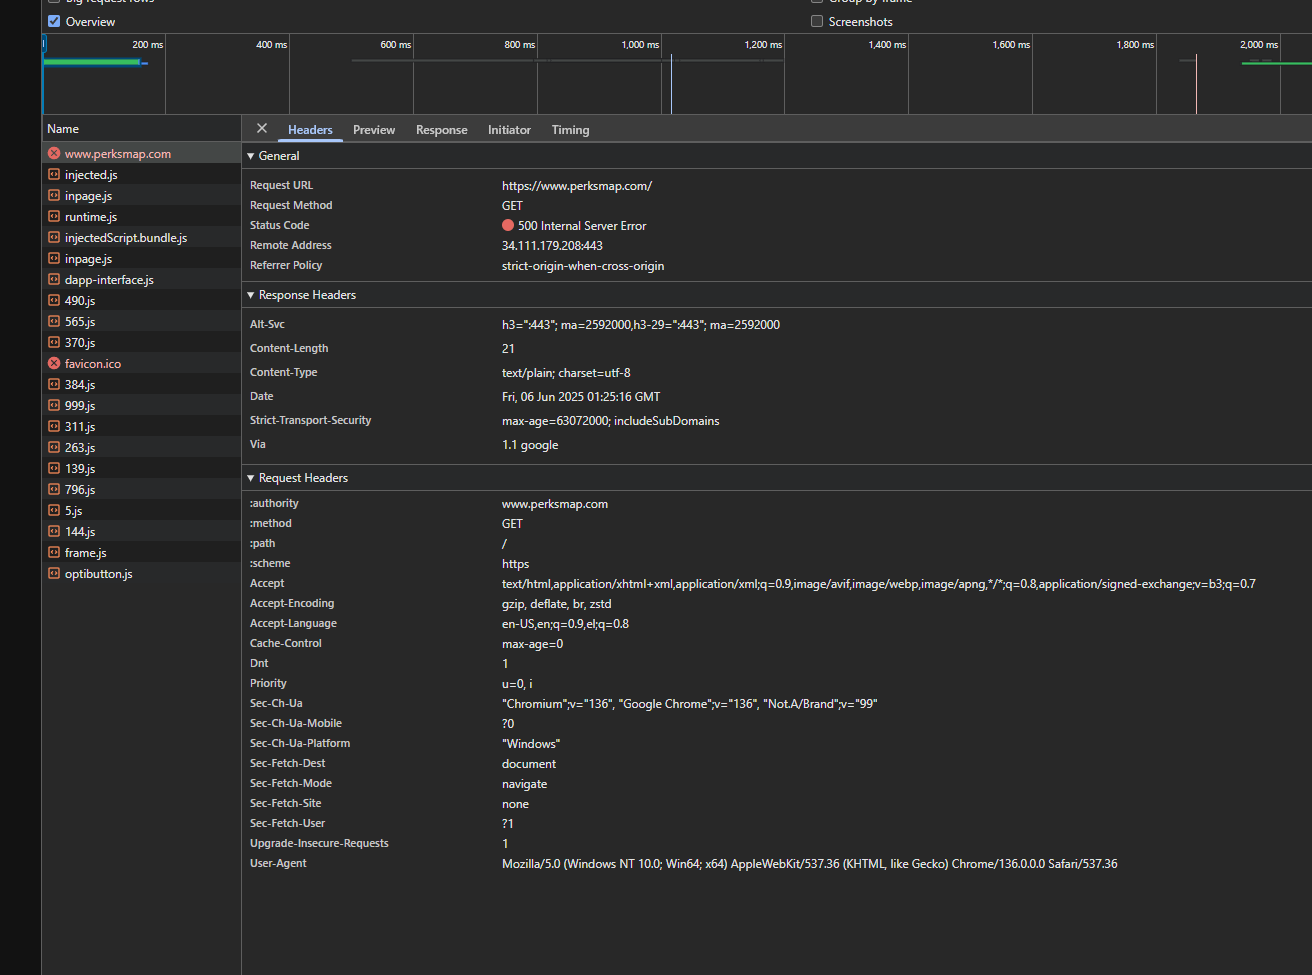 Big request rows Group by frame
Overview Screenshots
200 ms 400 ms 600 ms 800 ms 1,000 ms 1,200 ms 1,400 ms 1,600 ms 1,800 ms 2,000 ms
Name
www.perksmap.com
injected.js
inpage.js
runtime.js
injectedScript.bundle.js
inpage.js
dapp-interface.js
490.js
565.js
370.js
favicon.ico
384.js
999.js
311.js
263.js
139.js
796.js
5.js
144.js
frame.js
optibutton.js
Headers Preview Response Initiator Timing
General
Request URL https://www.perksmap.com/
Request Method GET
Status Code 500 Internal Server Error
Remote Address 34.111.179.208:443
Referrer Policy strict-origin-when-cross-origin
Response Headers
Alt-Svc h3=":443"; ma=2592000,h3-29=":443"; ma=2592000
Content-Length 21
Content-Type text/plain; charset=utf-8
Date Fri, 06 Jun 2025 01:25:16 GMT
Strict-Transport-Security max-age=63072000; includeSubDomains
Via 1.1 google
Request Headers
:authority www.perksmap.com
:method GET
:path /
:scheme https
Accept text/html,application/xhtml+xml,application/xml;q=0.9,image/avif,image/webp,image/apng,*/*;q=0.8,application/signed-exchange;v=b3;q=0.7
Accept-Encoding gzip, deflate, br, zstd
Accept-Language en-US,en;q=0.9,el;q=0.8
Cache-Control max-age=0
Dnt 1
Priority u=0, i
Sec-Ch-Ua "Chromium";v="136", "Google Chrome";v="136", "Not.A/Brand";v="99"
Sec-Ch-Ua-Mobile ?0
Sec-Ch-Ua-Platform "Windows"
Sec-Fetch-Dest document
Sec-Fetch-Mode navigate
Sec-Fetch-Site none
Sec-Fetch-User ?1
Upgrade-Insecure-Requests 1
User-Agent Mozilla/5.0 (Windows NT 10.0; Win64; x64) AppleWebKit/537.36 (KHTML, like Gecko) Chrome/136.0.0.0 Safari/537.36